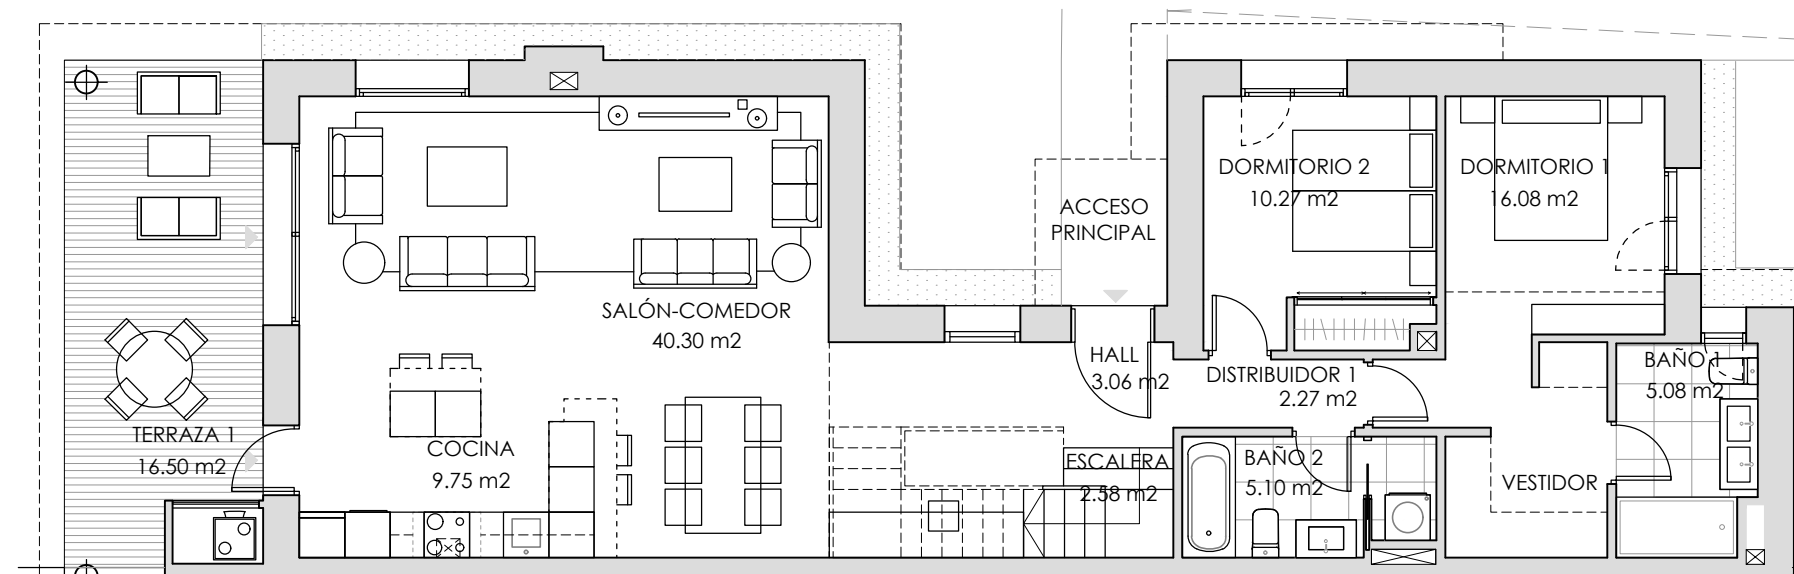 DORMITORIO 2
10.27 m2
DORMITORIO 1
16.08 m2
ACCESO
PRINCIPAL
SALÓN-COMEDOR
40.30 m2
HALL
3.06 m2
DISTRIBUIDOR 1
2.27 m2
BAÑO 1
5.08 m2
TERRAZA 1
16.50 m2
COCINA
9.75 m2
ESCALERA
2.58 m2
BAÑO 2
5.10 m2
VESTIDOR